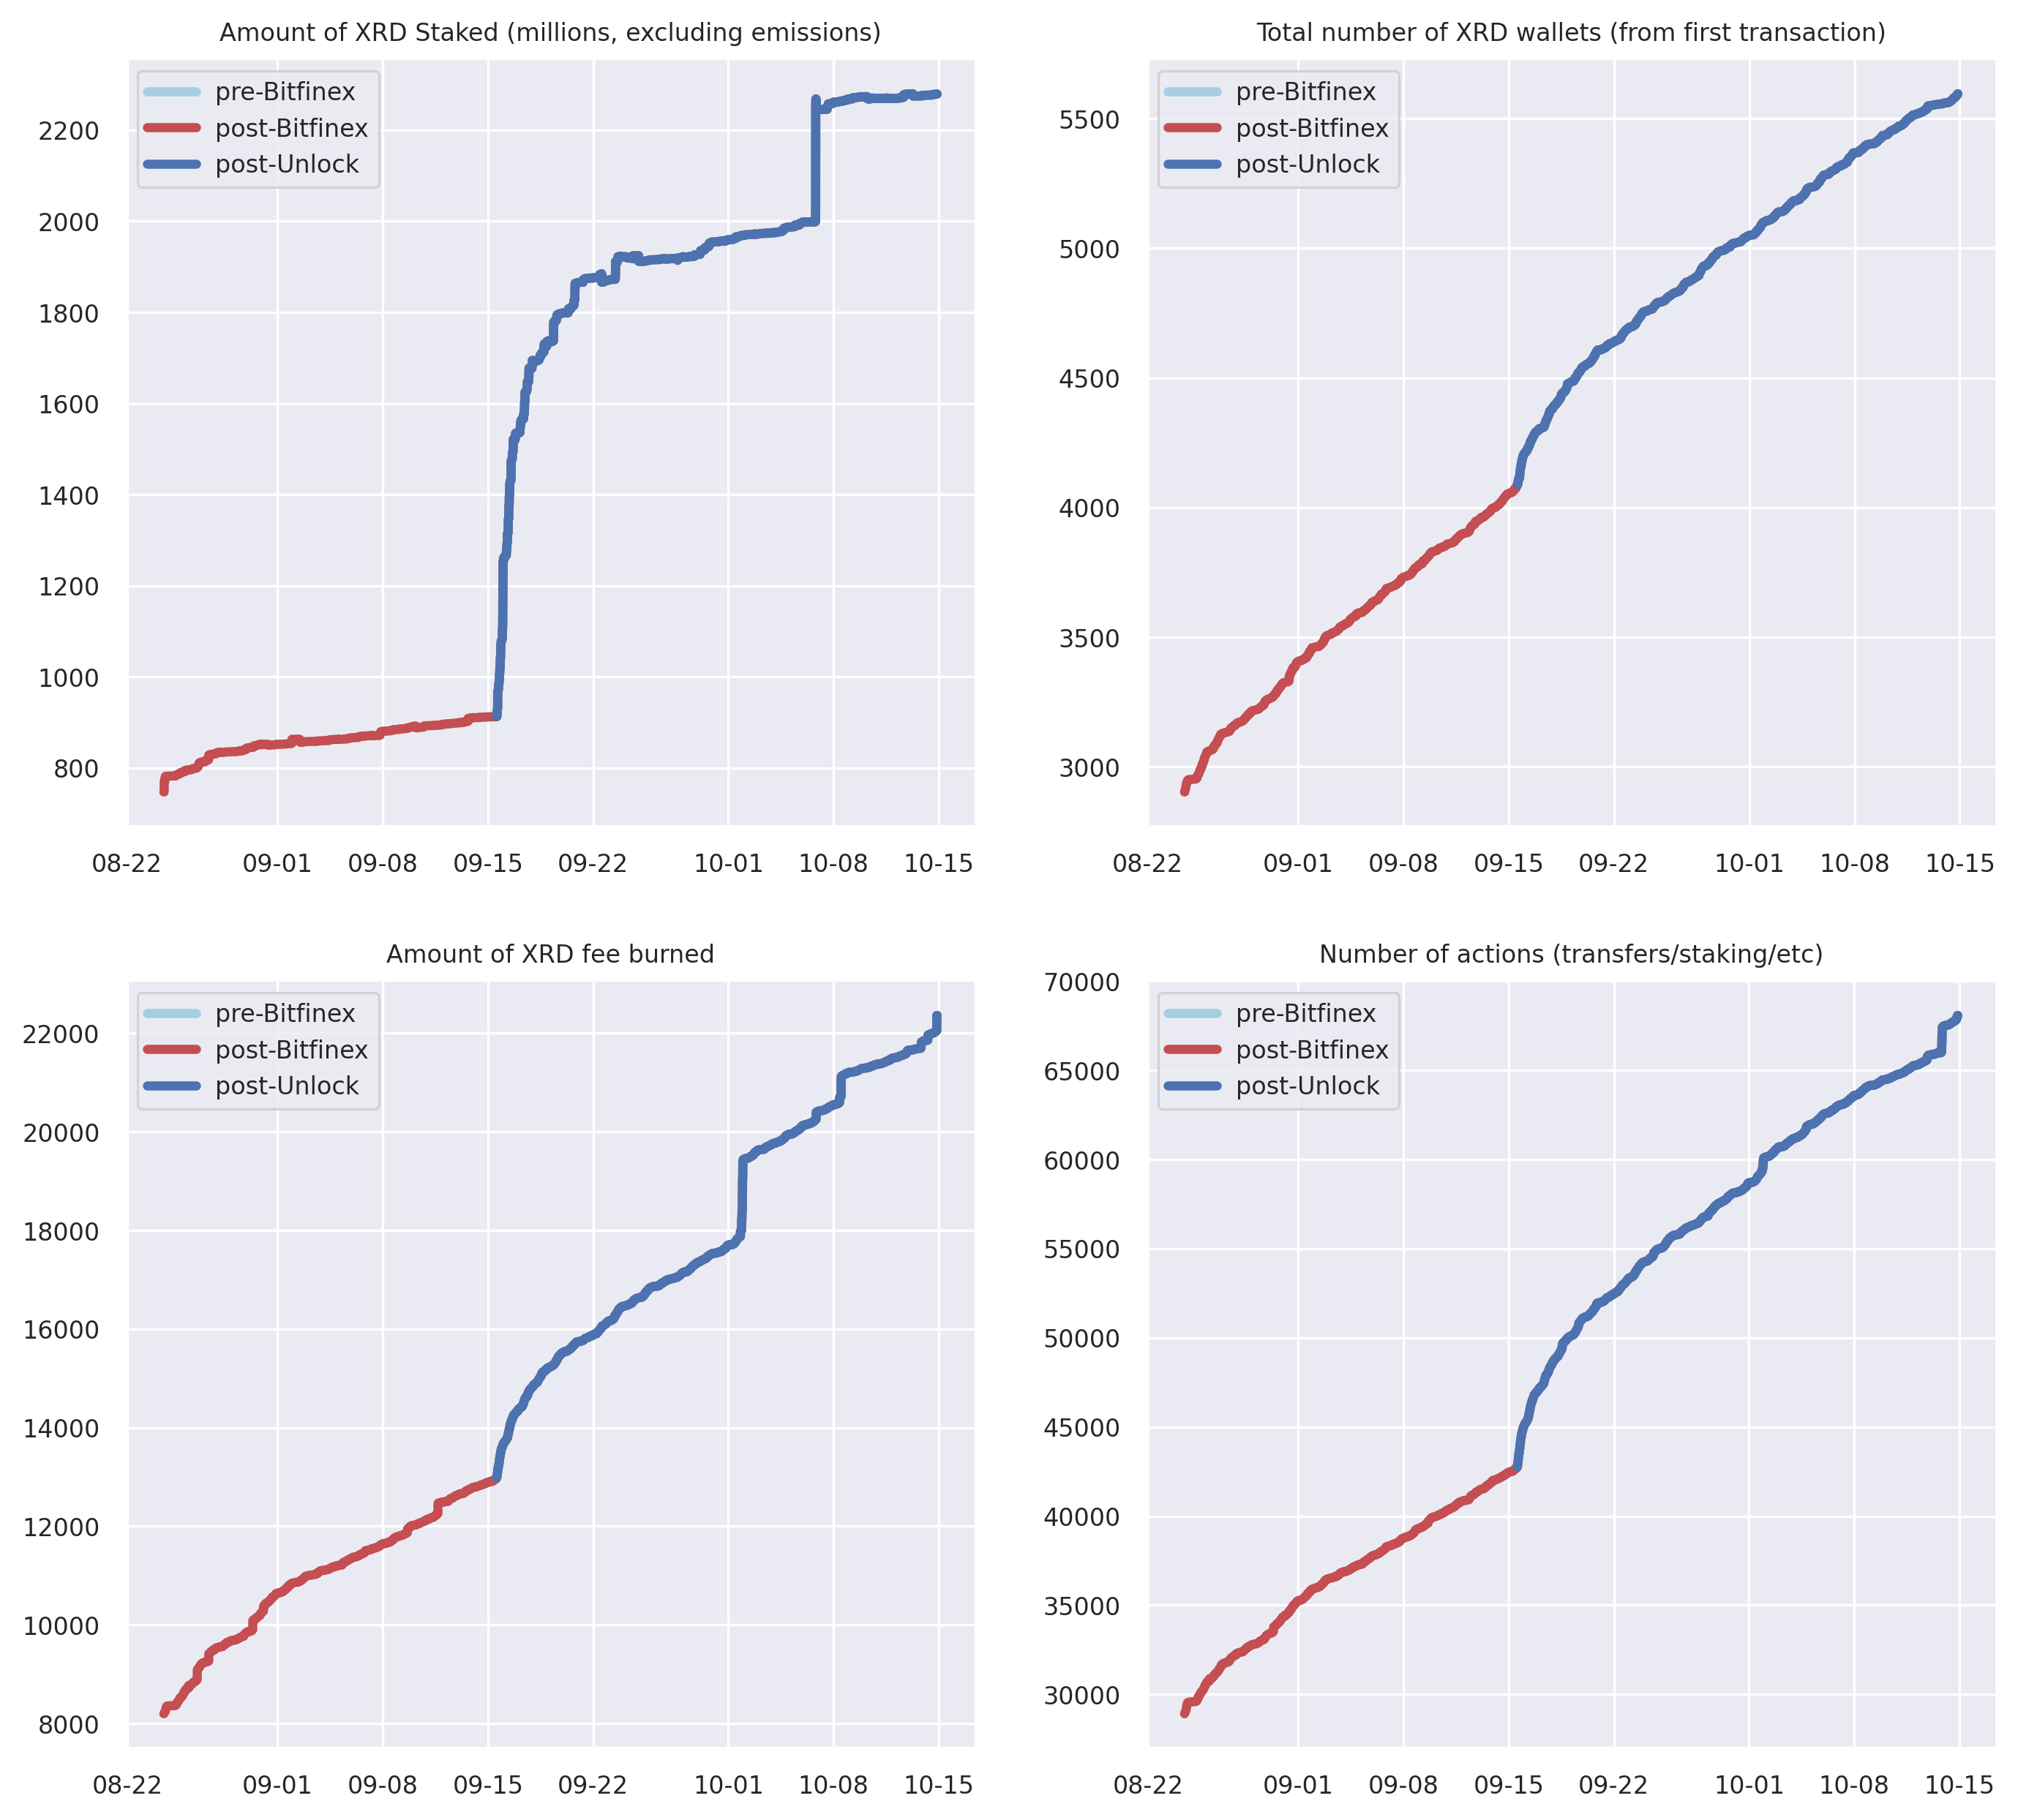 Amount of XRD Staked (millions, excluding emissions)
pre-Bitfinex
post-Bitfinex
post-Unlock
2200
2000
1800
1600
1400
1200
1000
800
08-22 09-01 09-08 09-15 09-22 10-01 10-08 10-15
Total number of XRD wallets (from first transaction)
pre-Bitfinex
post-Bitfinex
post-Unlock
5500
5000
4500
4000
3500
3000
08-22 09-01 09-08 09-15 09-22 10-01 10-08 10-15
Amount of XRD fee burned
pre-Bitfinex
post-Bitfinex
post-Unlock
22000
20000
18000
16000
14000
12000
10000
8000
08-22 09-01 09-08 09-15 09-22 10-01 10-08 10-15
Number of actions (transfers/staking/etc)
70000
pre-Bitfinex
post-Bitfinex
post-Unlock
65000
60000
55000
50000
45000
40000
35000
30000
08-22 09-01 09-08 09-15 09-22 10-01 10-08 10-15